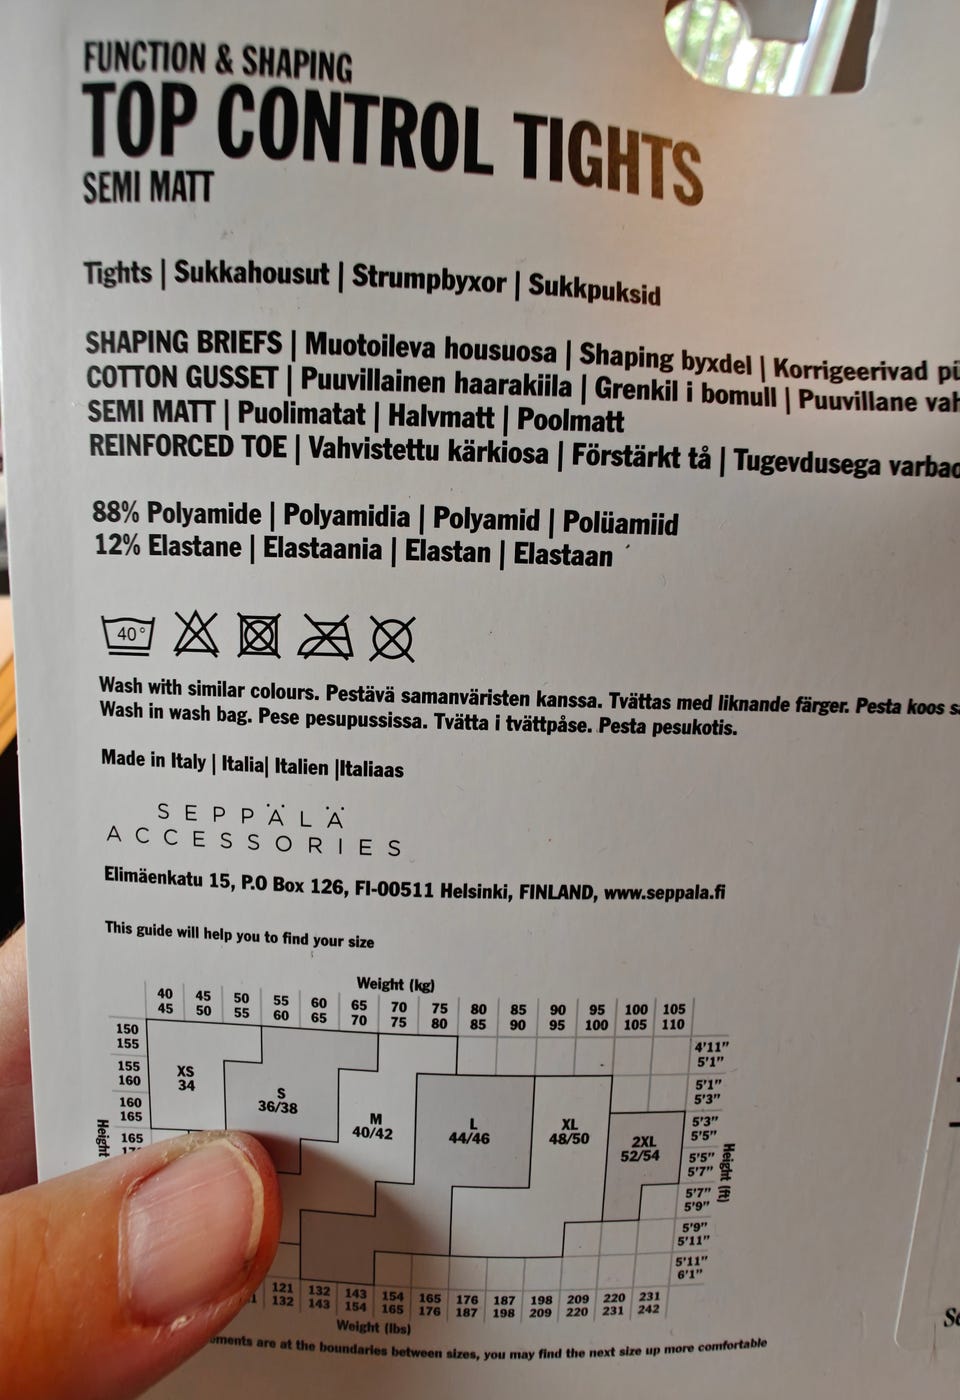 FUNCTION & SHAPING
TOP CONTROL TIGHTS
SEMI MATT
Tights | Sukkahousut | Strumpbyxor | Sukkpuksid
SHAPING BRIEFS | Muotoileva housuosa | Shaping byxdel | Korrigeerivad
COTTON GUSSET | Puuvillainen haarakiila | Grenkil i bomull | Puuvillane
SEMI MATT | Puolimatat | Halvmatt | Poolmatt
REINFORCED TOE | Vahvistettu kärkiosa | Förstärkt tå | Tugevdusega
88% Polyamide | Polyamidia | Polyamid | Polüamiid
12% Elastane | Elastaania | Elastan | Elastaan
40°
Wash with similar colours. Pestävä samanväristen kanssa. Tvättas med liknande färger. Pesta koos
Wash in wash bag. Pese pesupussissa. Tvätta i tvättpåse. Pesta pesukotis.
Made in Italy | Italia| Italien |Italiaas
SEPPÄLÄ
ACCESSORIES
Elimäenkatu 15, P.O Box 126, FI-00511 Helsinki, FINLAND, www.seppala.fi
This guide will help you to find your size
Weight (kg)
40 45 50 55 60 65 70 75 80 85 90 95 100 105
45 50 55 60 65 70 75 80 85 90 95 100 105 110
150
155
155
160
160
165
165
Height
XS
34
S
36/38
M
40/42
L
44/46
XL
48/50
2XL
52/54
4'11"
5'1"
5'1"
5'3"
5'3"
5'5"
5'5"
5'7"
5'7"
5'9"
5'9"
5'11"
5'11"
6'1"
Height (ft)
121 132 143 154 165 176 187 198 209 220 231
132 143 154 165 176 187 198 209 220 231 242
Weight (lbs)
are at the boundaries between sizes, you may find the next size up more comfortable